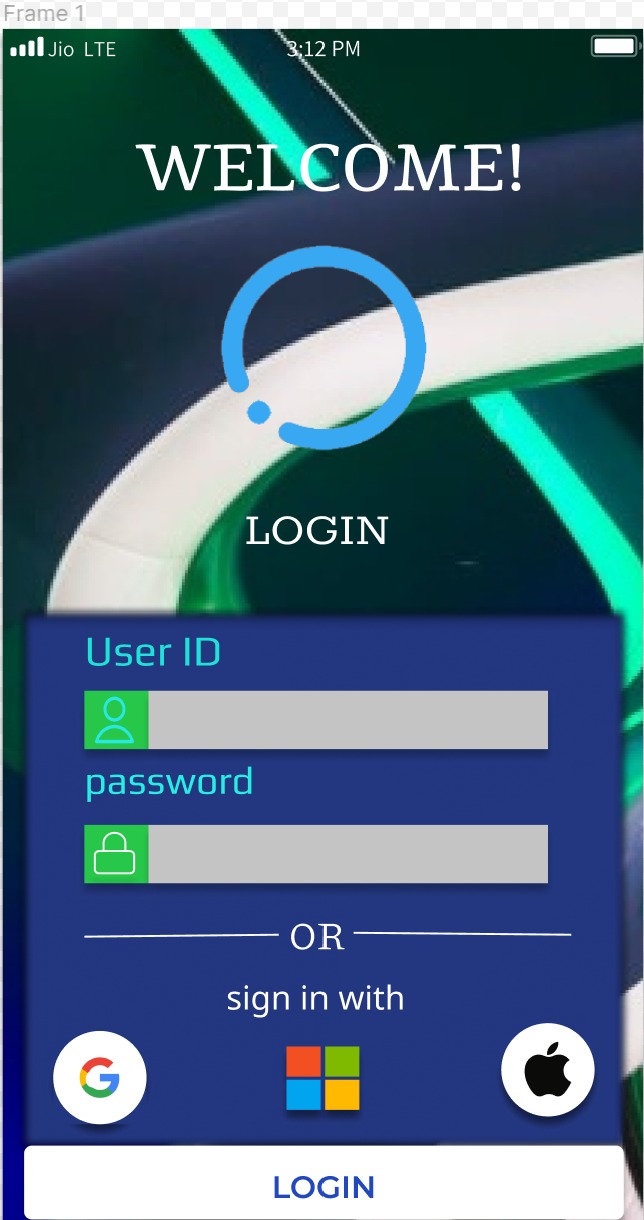 Frame 1
Jio LTE 3:12 PM
WELCOME!
LOGIN
User ID
password
OR
sign in with
LOGIN